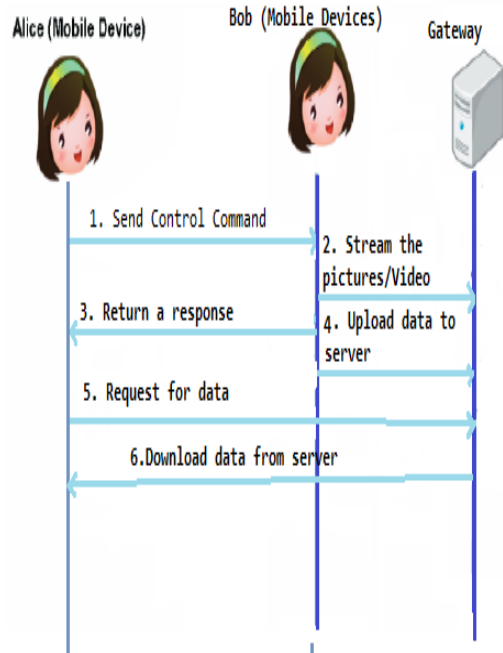 Alice (Mobile Device)
Bob (Mobile Devices)
Gateway
1. Send Control Command
2. Stream the
pictures/Video
3. Return a response
4. Upload data to
server
5. Request for data
6.Download data from server